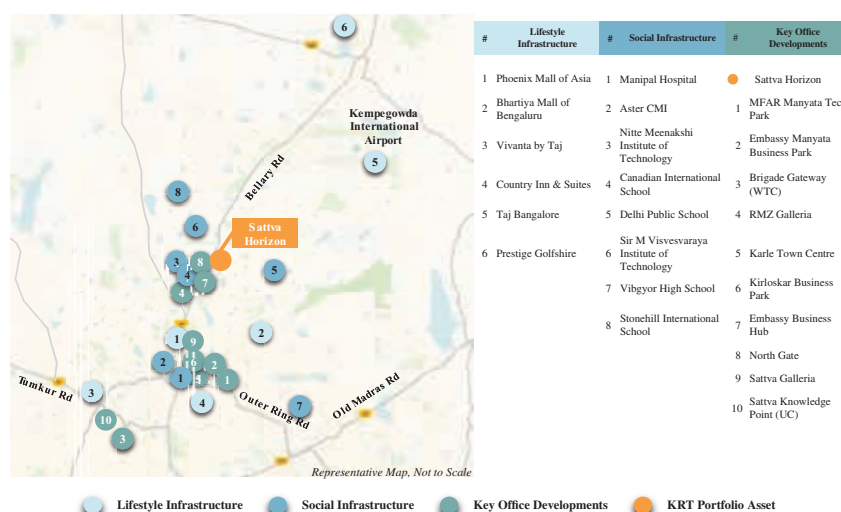 6
Kempegowda
International
Airport
5
Bellary Rd
8
6
Sattva
Horizon
3
8
5
4
7
4
1
9
2
2
6
2
1
5
1
Tumkur Rd
3
4
Outer Ring Rd
7
Old Madras Rd
10
3
Representative Map, Not to Scale
# Lifestyle Infrastructure
1 Phoenix Mall of Asia
2 Bhartiya Mall of Bengaluru
3 Vivanta by Taj
4 Country Inn & Suites
5 Taj Bangalore
6 Prestige Golfshire
# Social Infrastructure
1 Manipal Hospital
2 Aster CMI
3 Nitte Meenakshi Institute of Technology
4 Canadian International School
5 Delhi Public School
6 Sir M Visvesvaraya Institute of Technology
7 Vibgyor High School
8 Stonehill International School
# Key Office Developments
Sattva Horizon
1 MFAR Manyata Tec Park
2 Embassy Manyata Business Park
3 Brigade Gateway (WTC)
4 RMZ Galleria
5 Karle Town Centre
6 Kirloskar Business Park
7 Embassy Business Hub
8 North Gate
9 Sattva Galleria
10 Sattva Knowledge Point (UC)
Lifestyle Infrastructure
Social Infrastructure
Key Office Developments
KRT Portfolio Asset